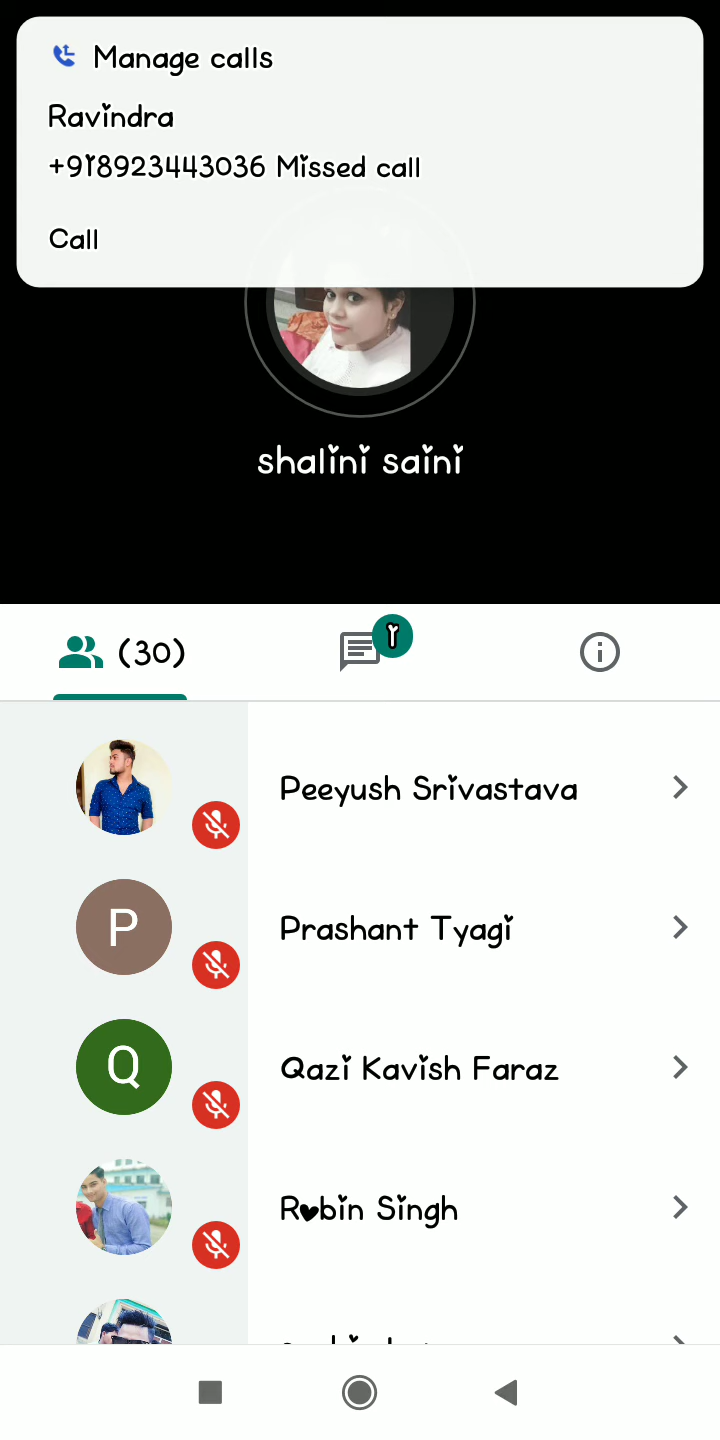 Manage calls
Ravindra
+918923443036 Missed call
Call
shalini saini
(30)
1
Peeyush Srivastava
P
Prashant Tyagi
Q
Qazi Kavish Faraz
Robin Singh